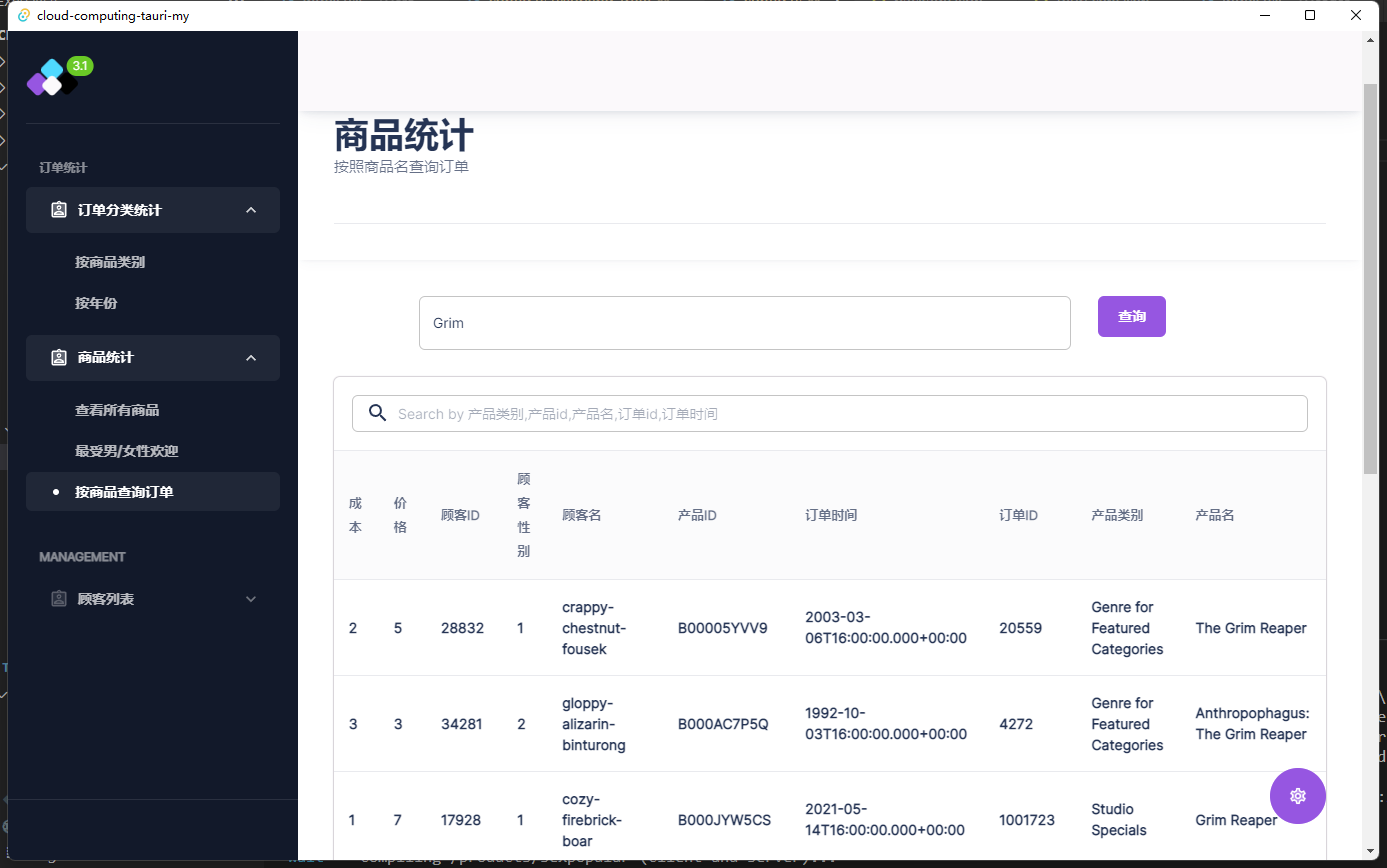 cloud-computing-tauri-my
3.1
订单统计
订单分类统计
按商品类别
按年份
商品统计
查看所有商品
最受男/女性欢迎
按商品查询订单
MANAGEMENT
顾客列表
商品统计
按照商品名查询订单
Grim
查询
Search by 产品类别,产品id,产品名,订单id,订单时间
成本 价格 顾客ID 顾客性别 顾客名 产品ID 订单时间 订单ID 产品类别 产品名
2 5 28832 1 crappy-chestnut-fousek B00005YVV9 2003-03-06T16:00:00.000+00:00 20559 Genre for Featured Categories The Grim Reaper
3 3 34281 2 gloppy-alizarin-binturong B000AC7P5Q 1992-10-03T16:00:00.000+00:00 4272 Genre for Featured Categories Anthropophagus: The Grim Reaper
1 7 17928 1 cozy-firebrick-boar B000JYW5CS 2021-05-14T16:00:00.000+00:00 1001723 Studio Specials Grim Reaper